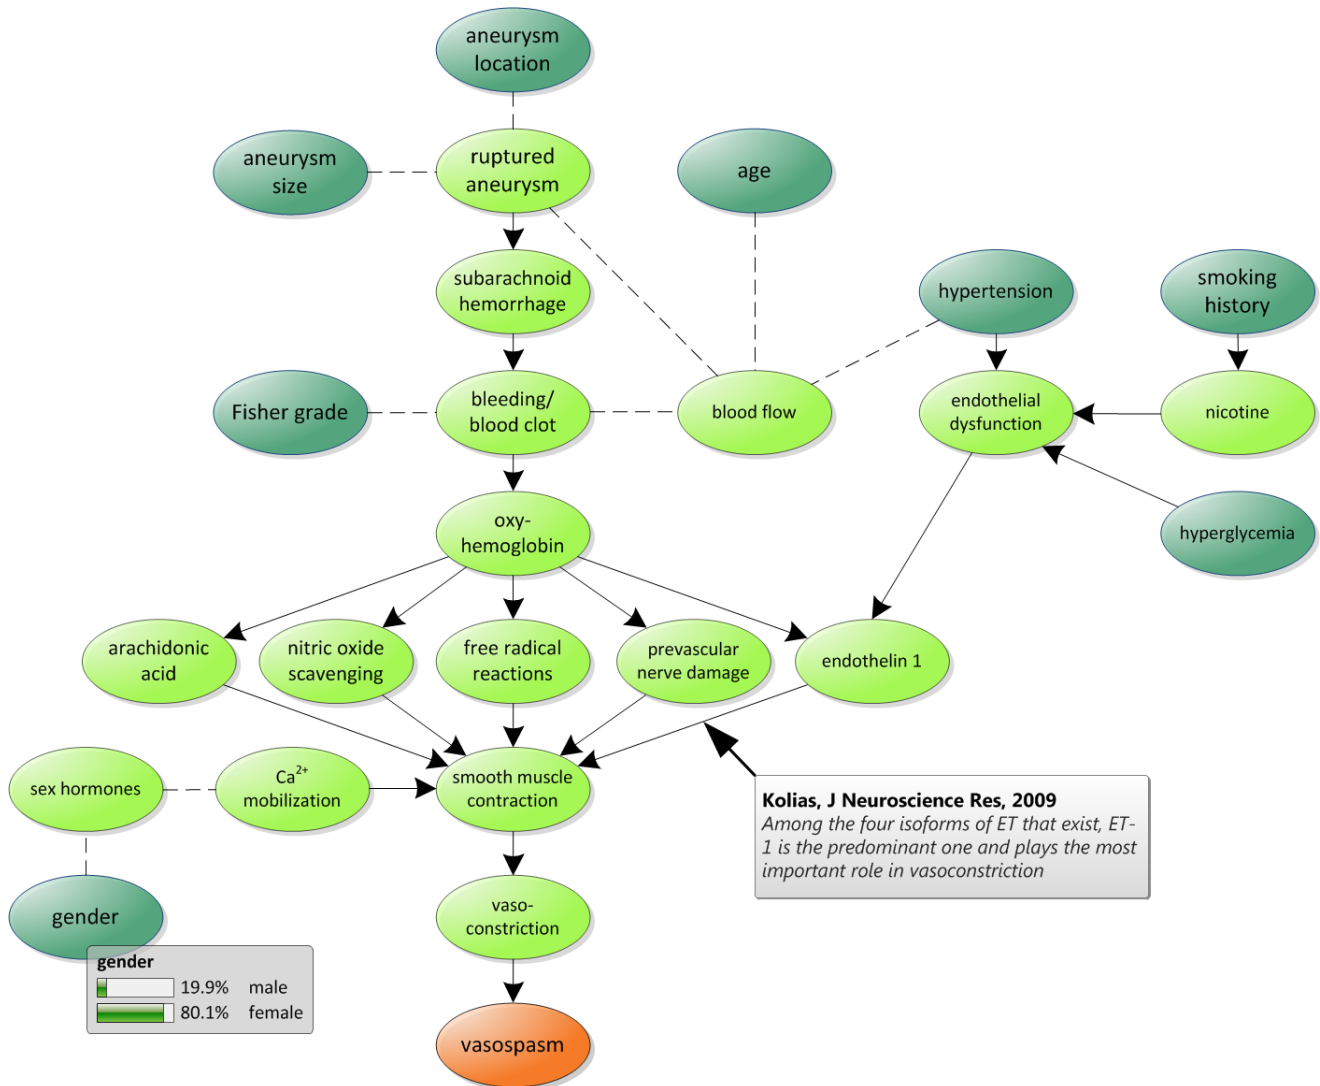 aneurysm
location
aneurysm
size
ruptured
aneurysm
age
subarachnoid
hemorrhage
hypertension
smoking
history
Fisher grade
bleeding/
blood clot
blood flow
endothelial
dysfunction
nicotine
oxy-
hemoglobin
hyperglycemia
arachidonic
acid
nitric oxide
scavenging
free radical
reactions
prevascular
nerve damage
endothelin 1
sex hormones
Ca²⁺
mobilization
smooth muscle
contraction
Kolias, J Neuroscience Res, 2009
Among the four isoforms of ET that exist, ET-
1 is the predominant one and plays the most
important role in vasoconstriction
gender
vaso-
constriction
gender
19.9% male
80.1% female
vasospasm